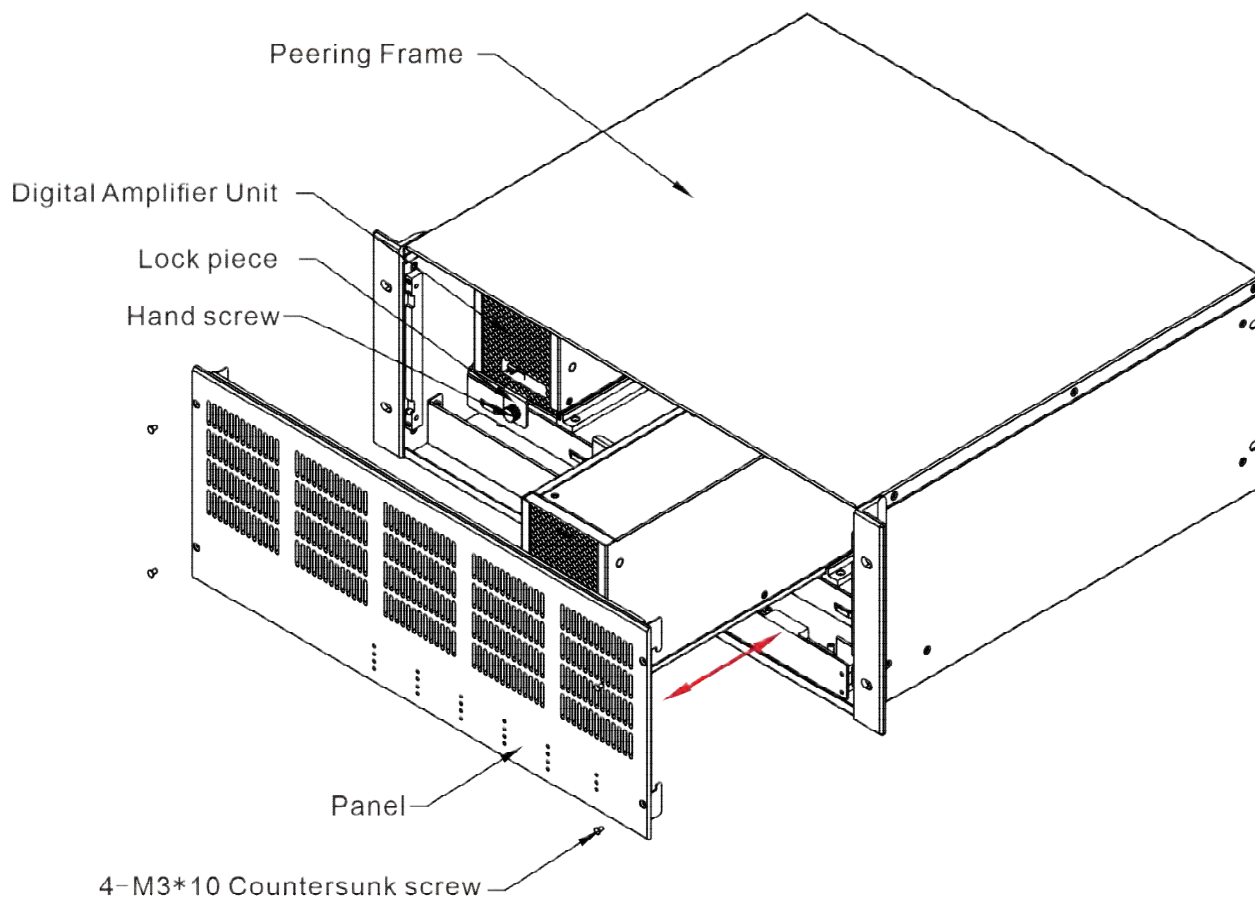 Peering Frame
Digital Amplifier Unit
Lock piece
Hand screw
Panel
4-M3*10 Countersunk screw